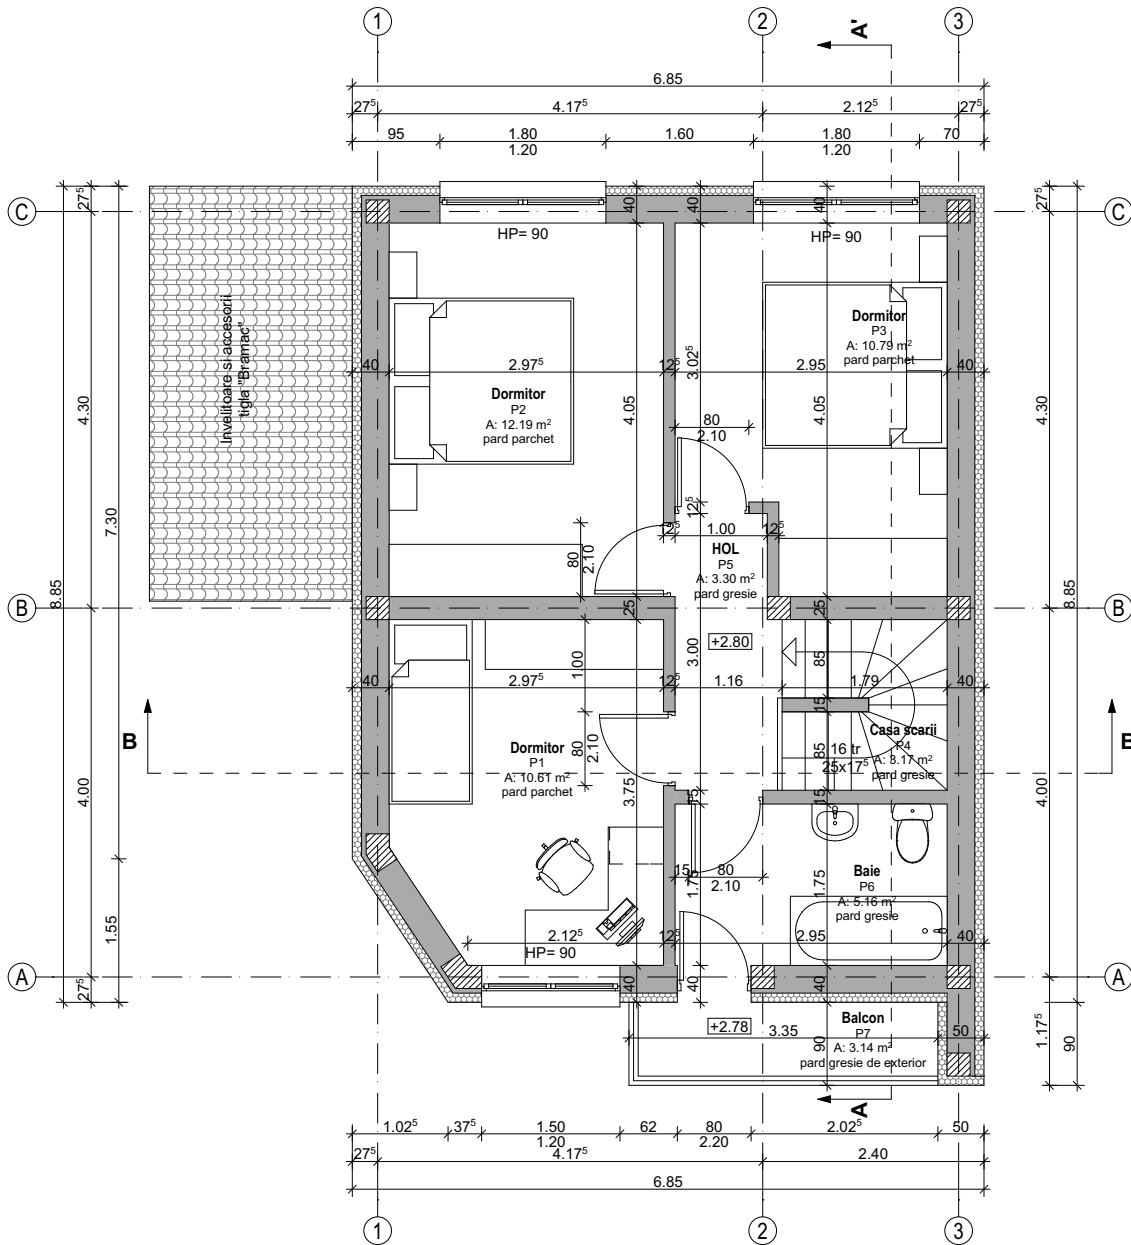 1
2
3
A'
6.85
27⁵
4.17⁵
2.12⁵
27⁵
95
1.80
1.20
1.60
1.80
1.20
70
C
C
27⁵
27⁵
40
40
40
HP= 90
HP= 90
Invelitoare si accesorii
tigla "Bramac"
Dormitor
P3
A: 10.79 m²
pard parchet
40
2.97⁵
12⁵
3.02⁵
2.95
40
Dormitor
P2
A: 12.19 m²
pard parchet
4.05
4.05
80
2.10
4.30
4.30
7.30
8.85
8.85
12⁵
12⁵
1.00
12⁵
80
2.10
HOL
P5
A: 3.30 m²
pard gresie
B
B
25
25
+2.80
3.00
85
1.00
40
2.97⁵
12⁵
1.16
1.79
40
15
B
B
Dormitor
P1
A: 10.61 m²
pard parchet
80
2.10
3.75
85
16 tr
25x17⁵
Casa scarii
P4
A: 3.17 m²
pard gresie
4.00
4.00
15
15
15
80
2.10
1.75
1.75
Baie
P6
A: 5.16 m²
pard gresie
1.55
2.12⁵
12⁵
2.95
40
HP= 90
A
A
27⁵
40
40
40
+2.78
3.35
50
Balcon
P7
A: 3.14 m²
pard gresie de exterior
90
1.17⁵
90
A
1.02⁵
37⁵
1.50
1.20
62
80
2.20
2.02⁵
50
27⁵
4.17⁵
2.40
6.85
1
2
3